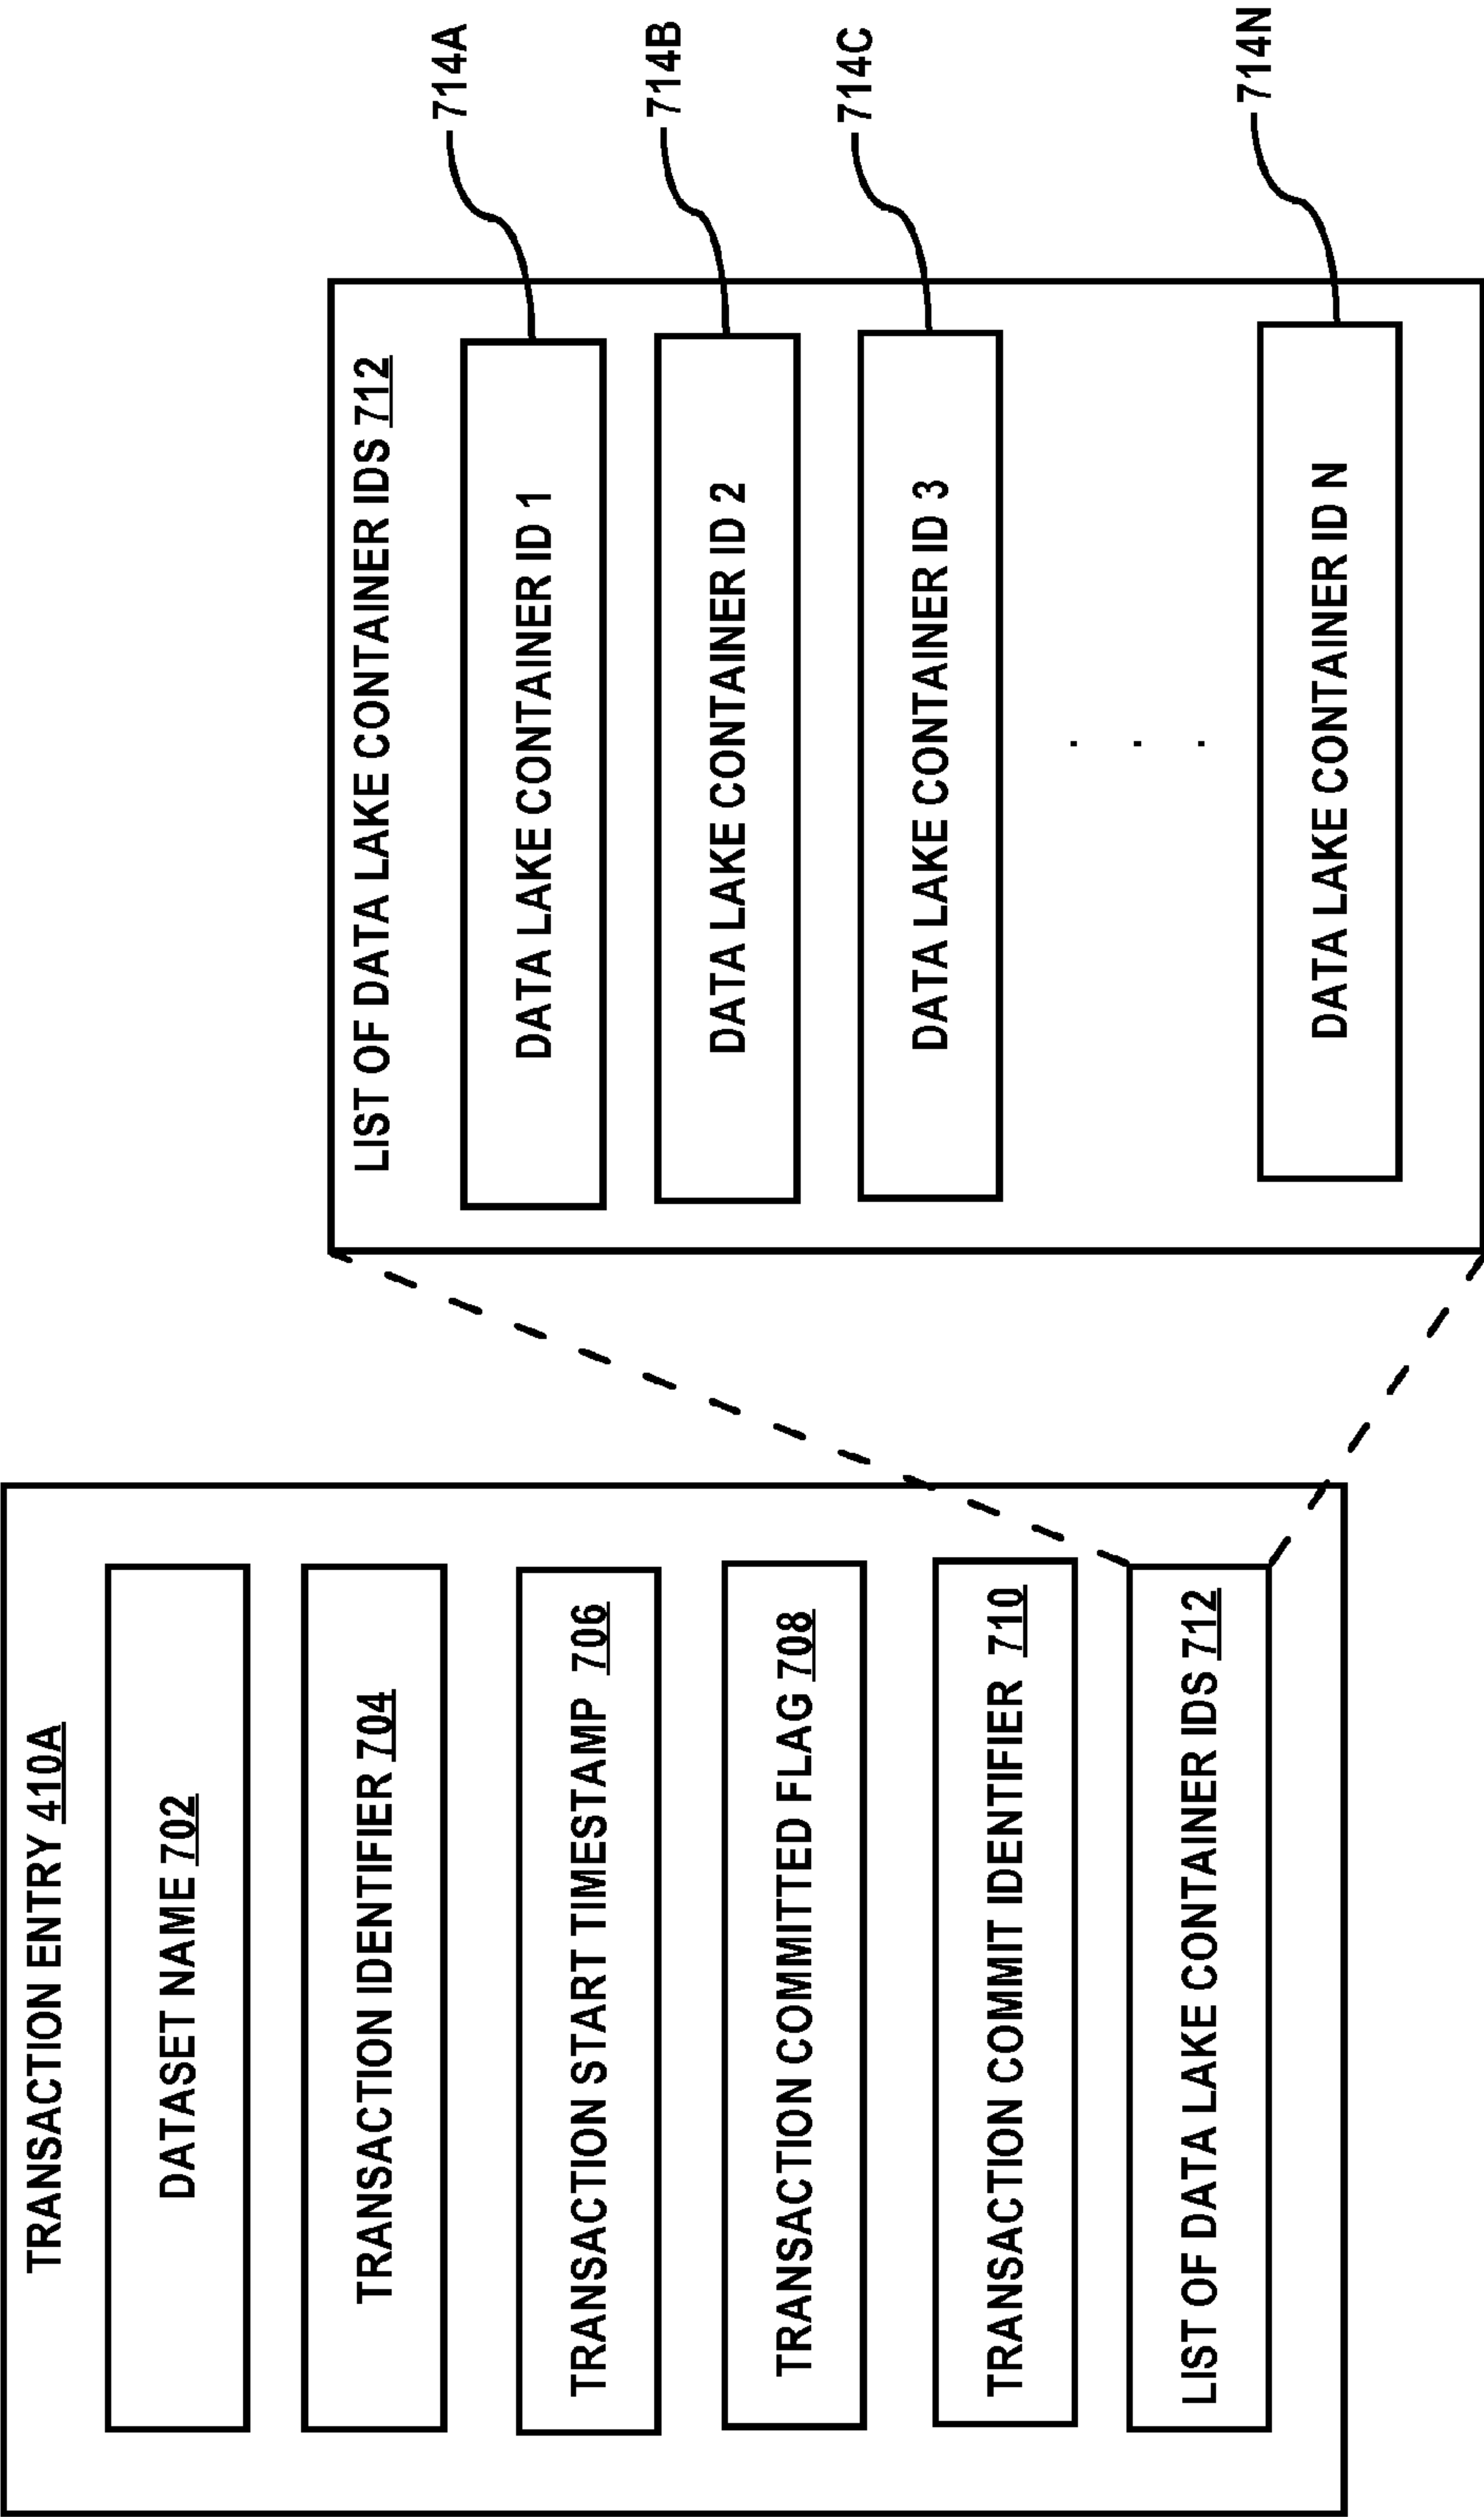 TRANSACTION ENTRY 410A
DATASET NAME 702
TRANSACTION IDENTIFIER 704
TRANSACTION START TIMESTAMP 706
TRANSACTION COMMITTED FLAG 708
TRANSACTION COMMIT IDENTIFIER 710
LIST OF DATA LAKE CONTAINER IDS 712
LIST OF DATA LAKE CONTAINER IDS 712
DATA LAKE CONTAINER ID 1
714A
DATA LAKE CONTAINER ID 2
714B
DATA LAKE CONTAINER ID 3
714C
. . .
DATA LAKE CONTAINER ID N
714N